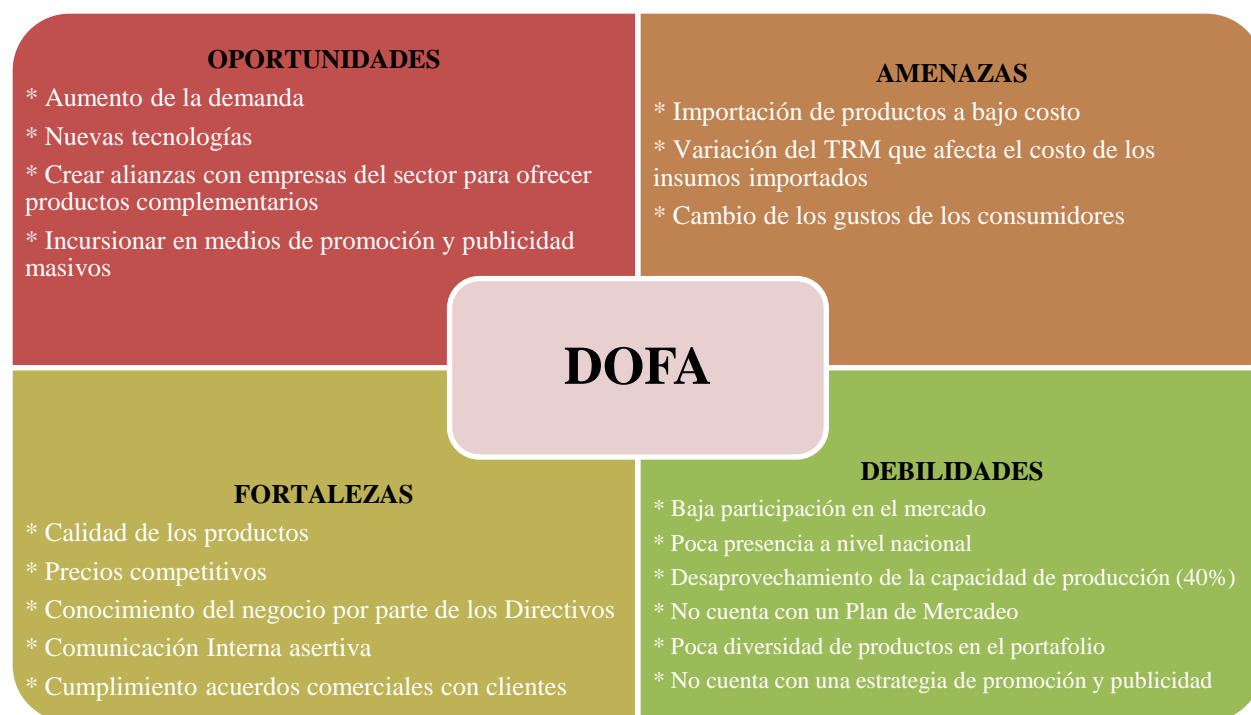 OPORTUNIDADES
* Aumento de la demanda
* Nuevas tecnologías
* Crear alianzas con empresas del sector para ofrecer
productos complementarios
* Incursionar en medios de promoción y publicidad
masivos
AMENAZAS
* Importación de productos a bajo costo
* Variación del TRM que afecta el costo de los
insumos importados
* Cambio de los gustos de los consumidores
DOFA
FORTALEZAS
* Calidad de los productos
* Precios competitivos
* Conocimiento del negocio por parte de los Directivos
* Comunicación Interna asertiva
* Cumplimiento acuerdos comerciales con clientes
DEBILIDADES
* Baja participación en el mercado
* Poca presencia a nivel nacional
* Desaprovechamiento de la capacidad de producción (40%)
* No cuenta con un Plan de Mercadeo
* Poca diversidad de productos en el portafolio
* No cuenta con una estrategia de promoción y publicidad